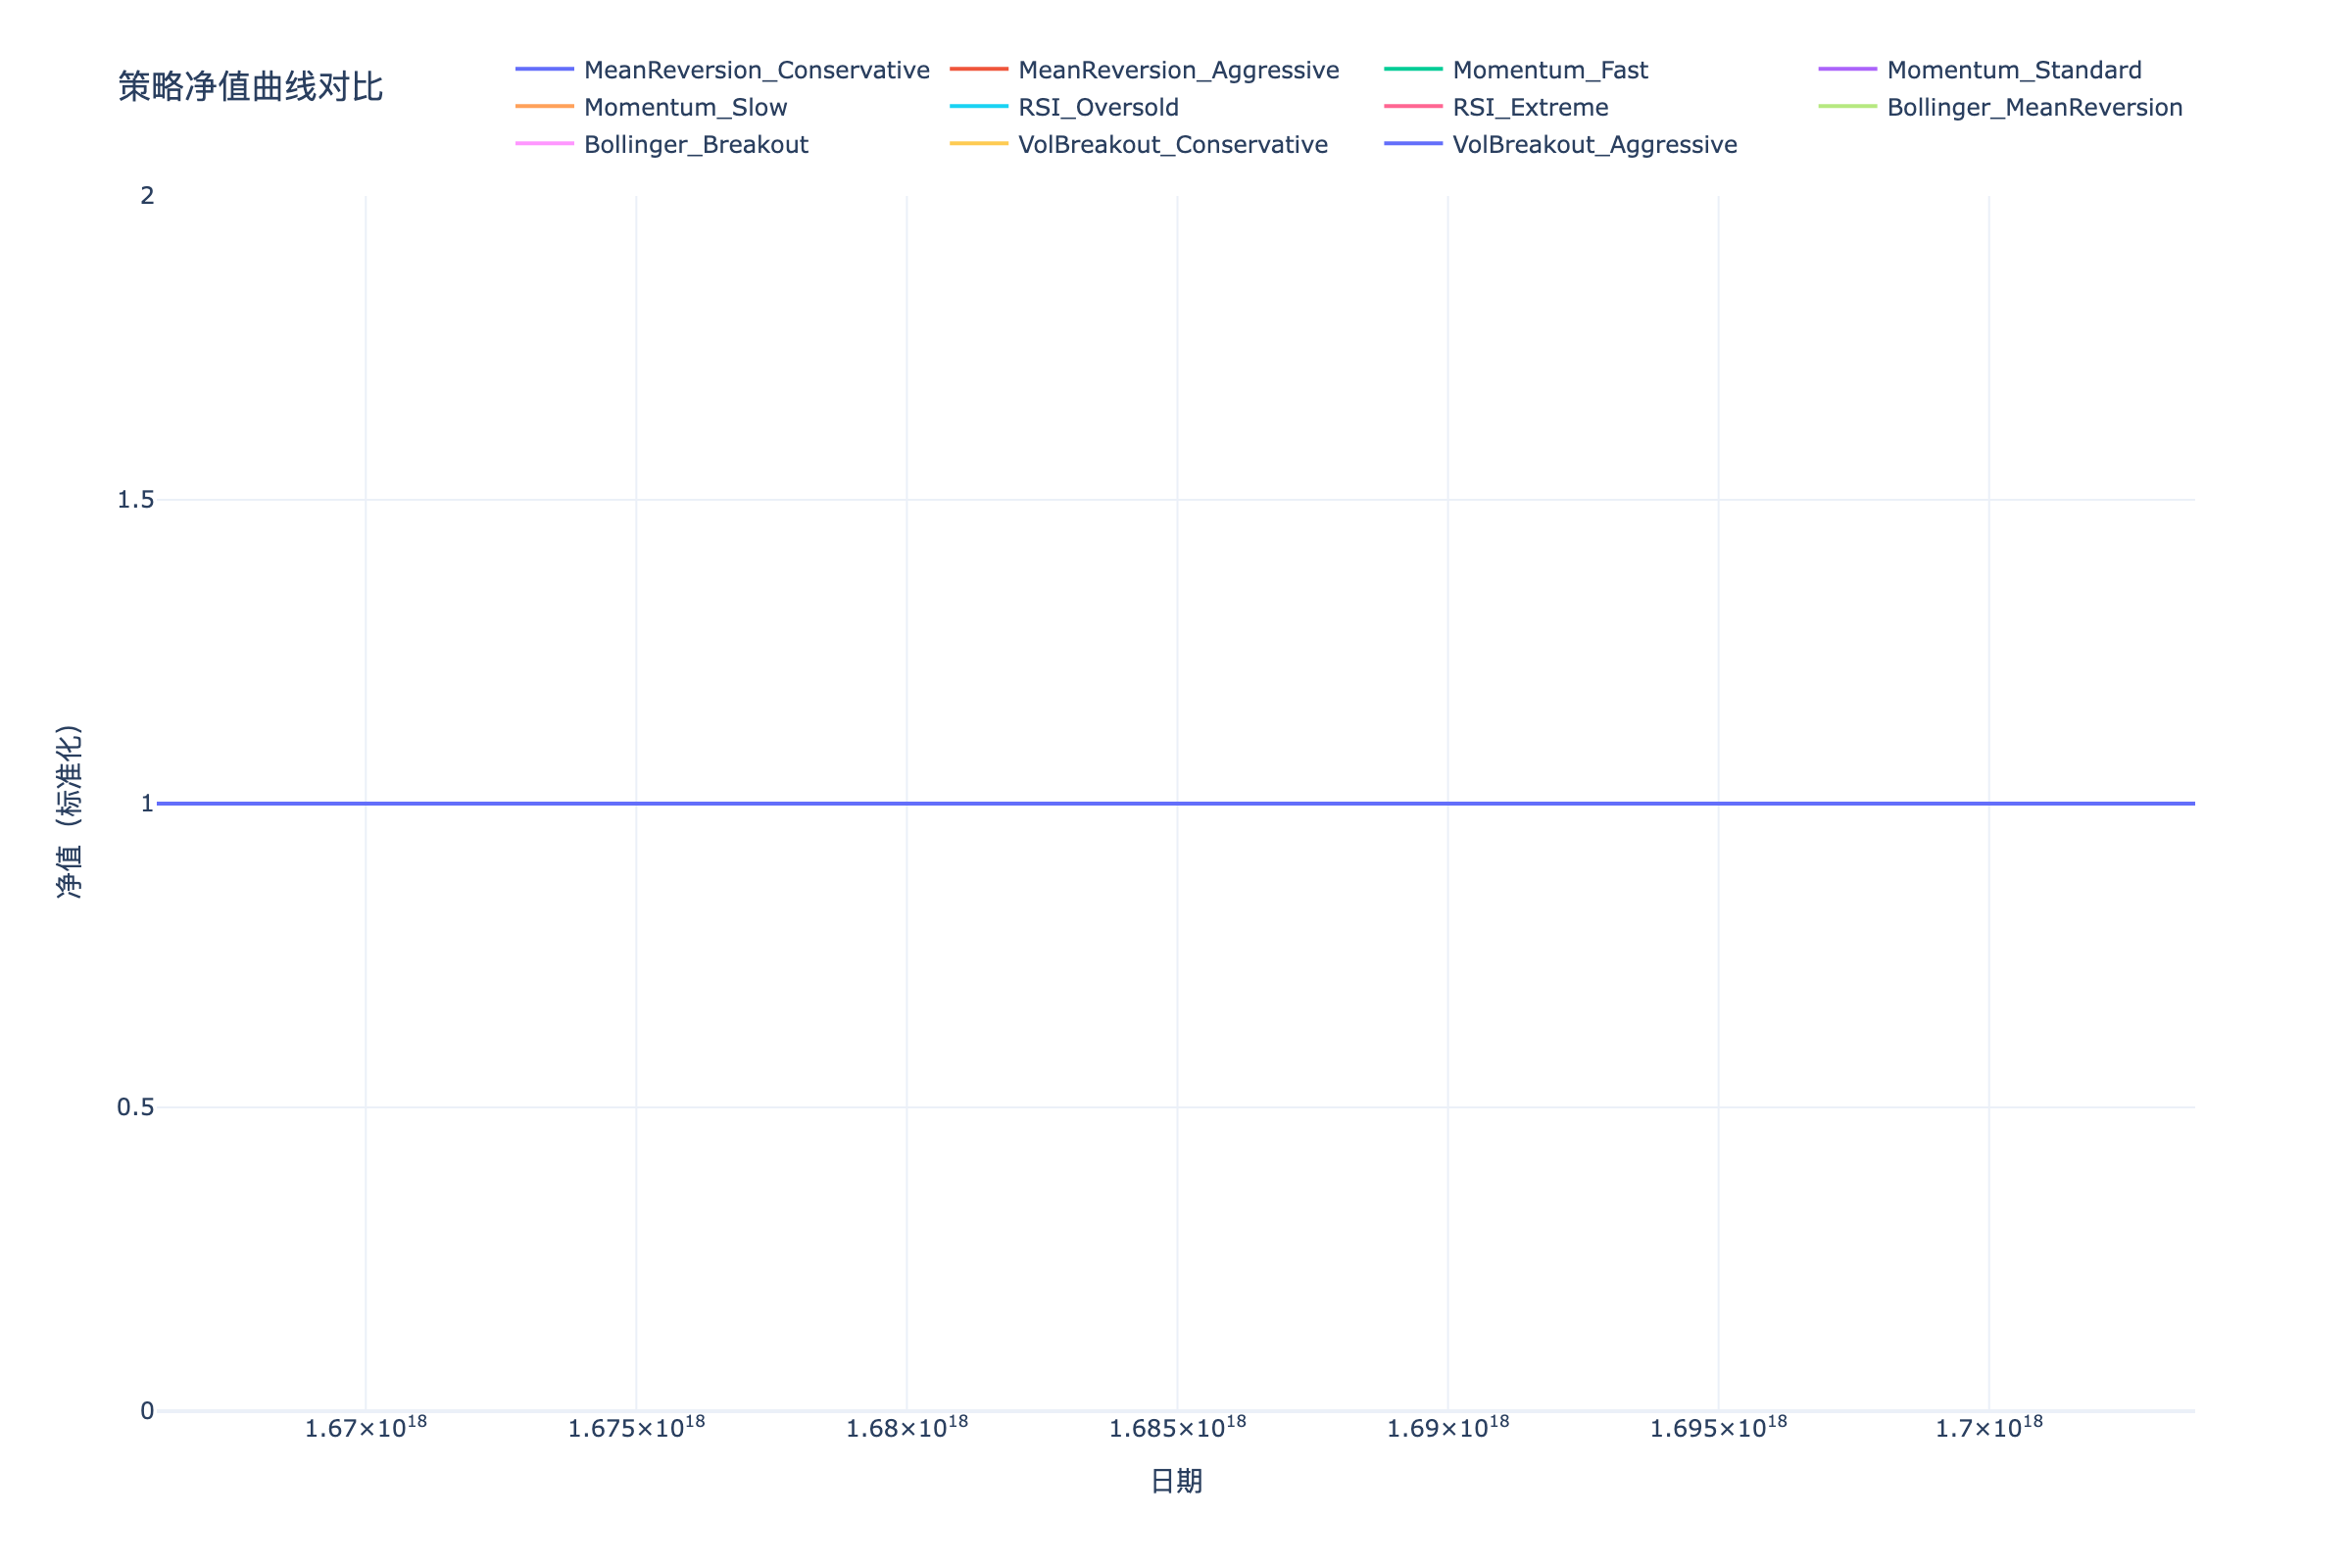 策略净值曲线对比
MeanReversion_Conservative MeanReversion_Aggressive Momentum_Fast Momentum_Standard
Momentum_Slow RSI_Oversold RSI_Extreme Bollinger_MeanReversion
Bollinger_Breakout VolBreakout_Conservative VolBreakout_Aggressive
2
1.5
1
0.5
0
净值（标准化）
1.67×10¹⁸ 1.675×10¹⁸ 1.68×10¹⁸ 1.685×10¹⁸ 1.69×10¹⁸ 1.695×10¹⁸ 1.7×10¹⁸
日期